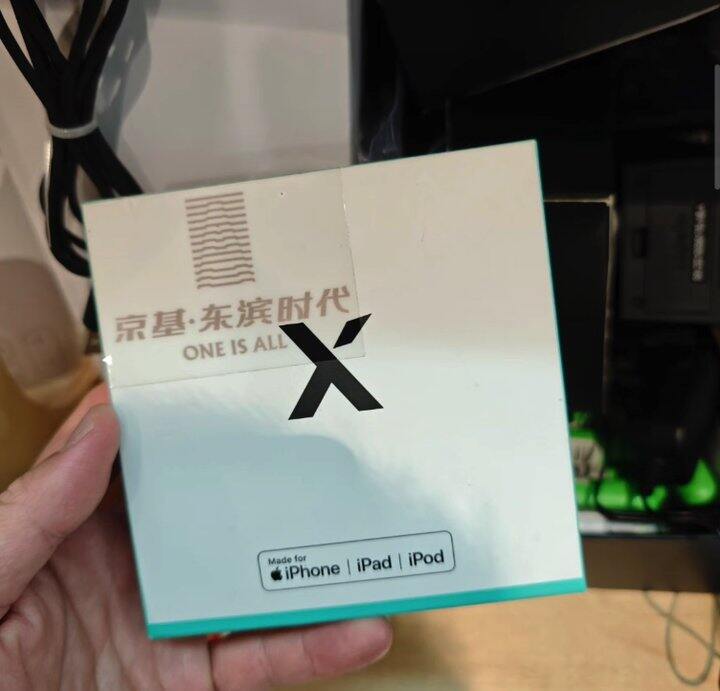 京基·东滨时代
ONE IS ALL
X
Made for
iPhone | iPad | iPod